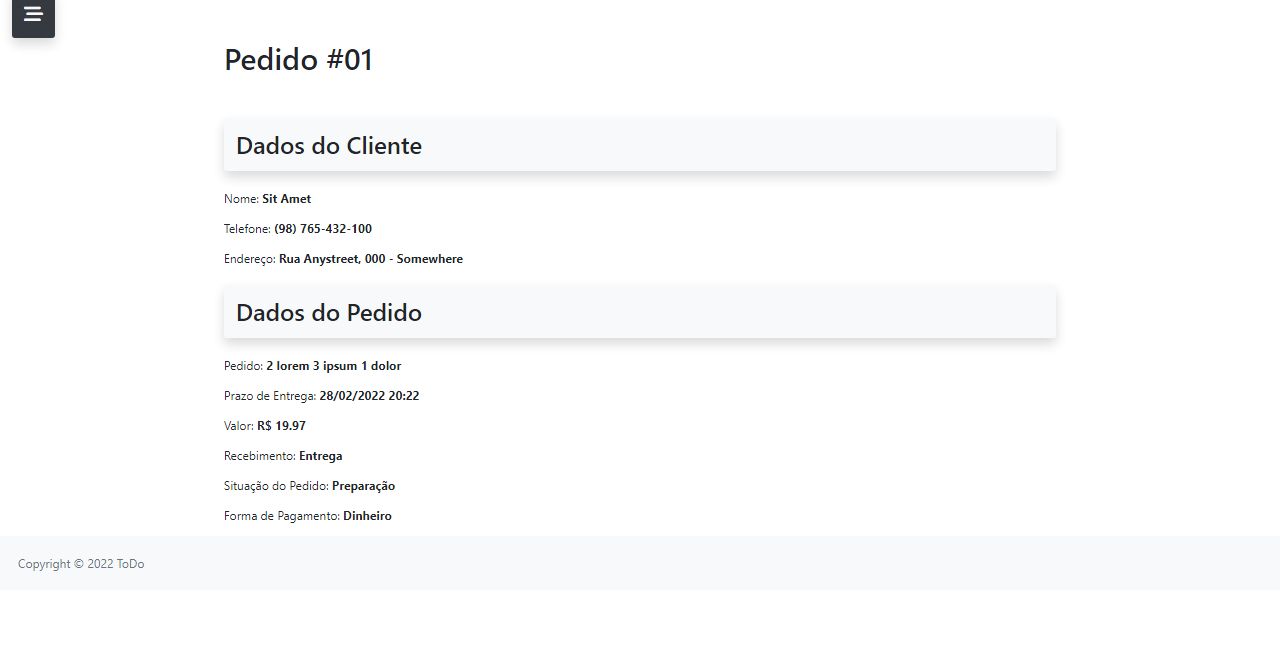 Pedido #01
Dados do Cliente
Nome: Sit Amet
Telefone: (98) 765-432-100
Endereço: Rua Anystreet, 000 - Somewhere
Dados do Pedido
Pedido: 2 lorem 3 ipsum 1 dolor
Prazo de Entrega: 28/02/2022 20:22
Valor: R$ 19.97
Recebimento: Entrega
Situação do Pedido: Preparação
Forma de Pagamento: Dinheiro
Copyright © 2022 ToDo